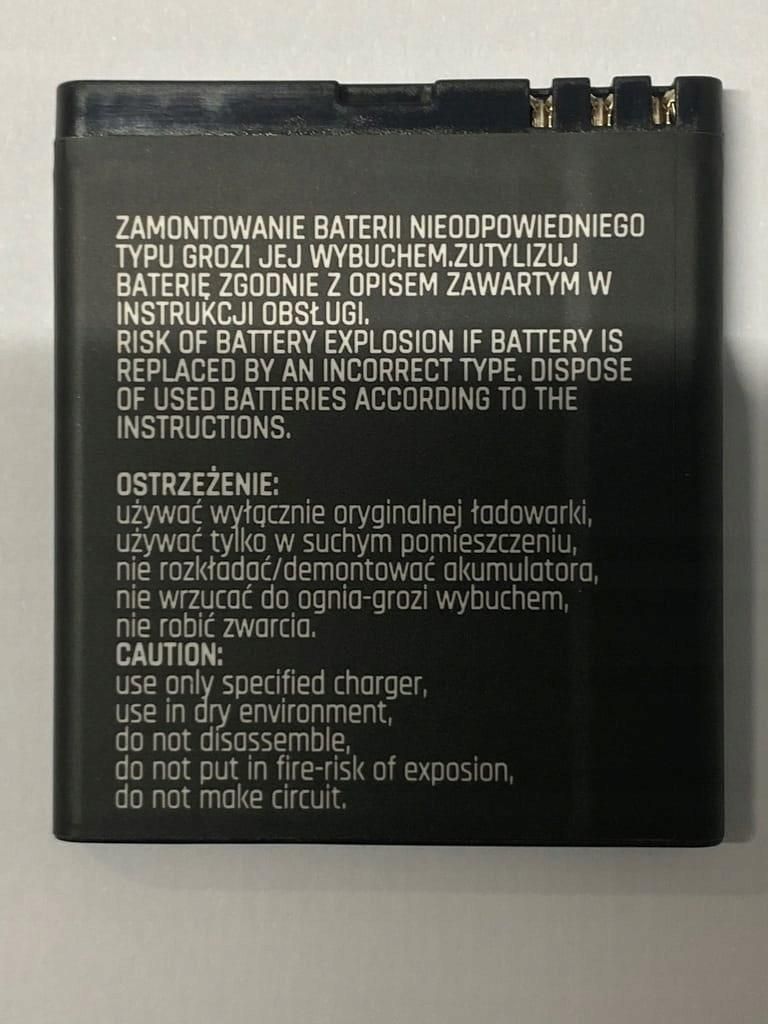 ZAMONTOWANIE BATERII NIEODPOWIEDNIEGO
TYPU GROZI JEJ WYBUCHEM.ZUTYLIZUJ
BATERIĘ ZGODNIE Z OPISEM ZAWARTYM W
INSTRUKCJI OBSŁUGI.
RISK OF BATTERY EXPLOSION IF BATTERY IS
REPLACED BY AN INCORRECT TYPE. DISPOSE
OF USED BATTERIES ACCORDING TO THE
INSTRUCTIONS.
OSTRZEŻENIE:
używać wyłącznie oryginalnej ładowarki,
używać tylko w suchym pomieszczeniu,
nie rozkładać/demontować akumulatora,
nie wrzucać do ognia-grozi wybuchem,
nie robić zwarcia.
CAUTION:
use only specified charger,
use in dry environment,
do not disassemble,
do not put in fire-risk of exposion,
do not make circuit.